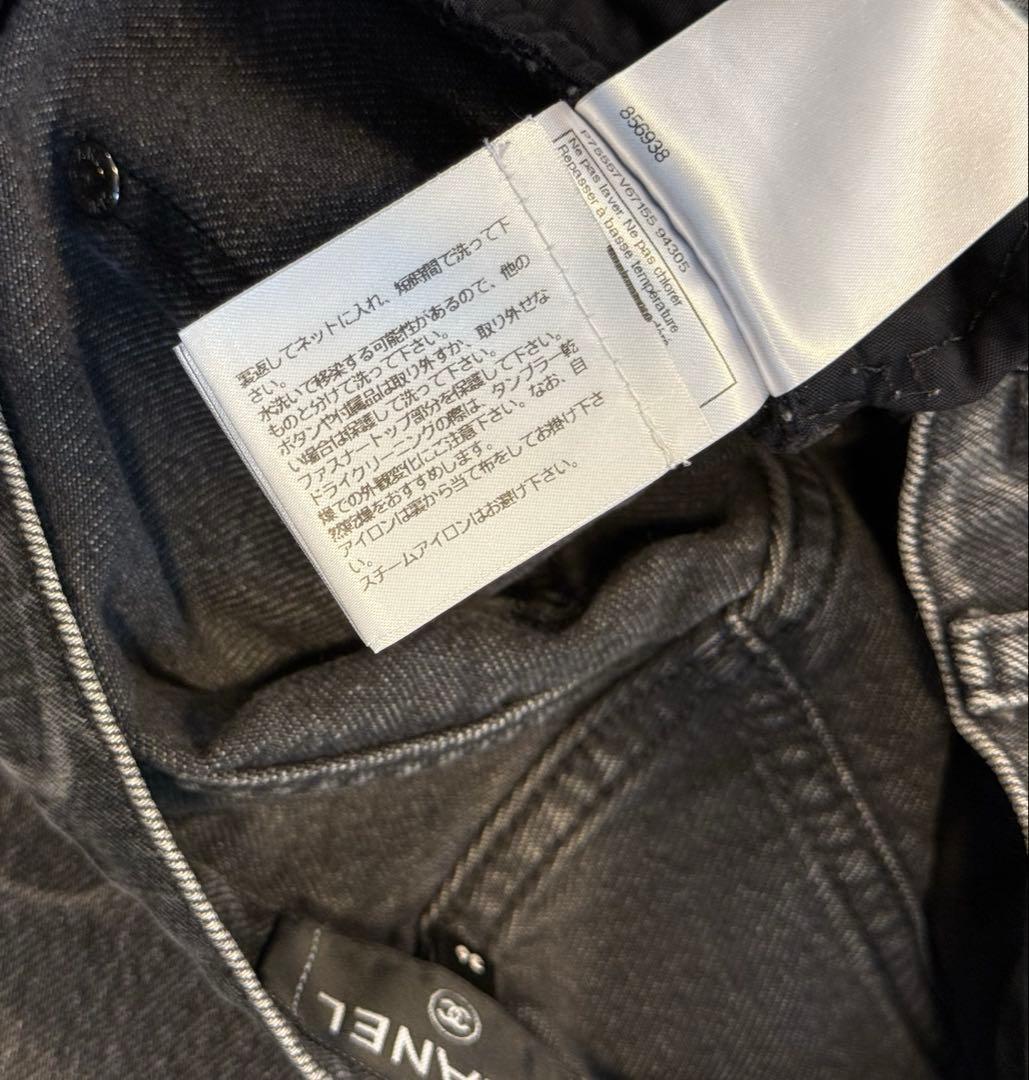 856938
P75557V67155 94305
Ne pas laver. Ne pas chlorer
Repasser à basse température
裏返してネットに入れ、短時間で洗って下
さい。
水洗いで移染する可能性があるので、他の
ものと分けて洗って下さい。
ボタンや付属品は取り外すか、取り外せな
い場合は保護して洗って下さい。
ファスナートップ部分を保護して下さい。
ドライクリーニングの際は、タンブラー乾
燥での外観変化にご注意下さい。なお、自
然乾燥をおすすめします。
アイロンは裏から当て布をしてお掛け下さ
い。
スチームアイロンはお避け下さい。
36
ANEL